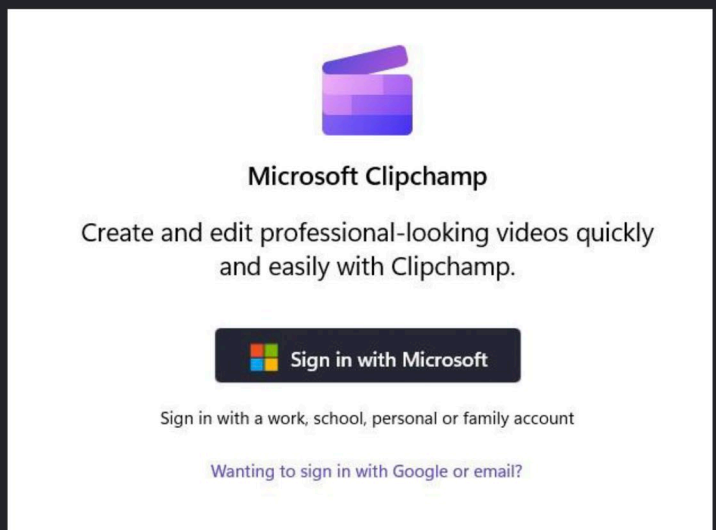 Microsoft Clipchamp
Create and edit professional-looking videos quickly
and easily with Clipchamp.
Sign in with Microsoft
Sign in with a work, school, personal or family account
Wanting to sign in with Google or email?